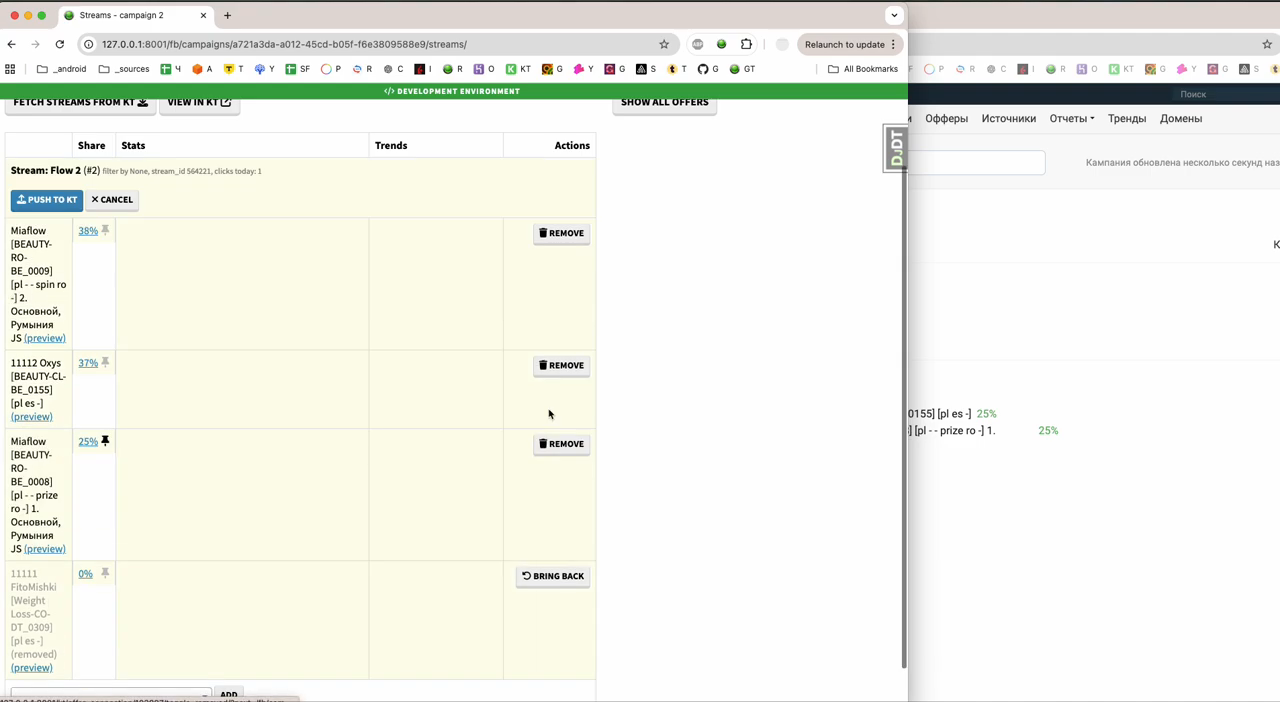 Streams - campaign 2
127.0.0.1:8001/fb/campaigns/a721a3da-a012-45cd-b05f-f6e3809588e9/streams/
Relaunch to update
_android
_sources
Ч
A
T
Y
SF
P
R
C
I
R
O
KT
G
Y
G
S
T
G
GT
All Bookmarks
O
P
R
C
I
R
O
KT
G
Y
G
S
</> DEVELOPMENT ENVIRONMENT
Поиск
FETCH STREAMS FROM KT
VIEW IN KT
SHOW ALL OFFERS
Офферы
Источники
Отчеты
Тренды
Домены
DJDT
Кампания обновлена несколько секунд наз
Share
Stats
Trends
Actions
Stream: Flow 2 (#2) filter by None, stream_id 564221, clicks today: 1
PUSH TO KT
CANCEL
Miaflow
[BEAUTY-
RO-
BE_0009]
[pl - - spin ro
-] 2.
Основной,
Румыния
JS (preview)
38%
REMOVE
11112 Oxys
[BEAUTY-CL-
BE_0155]
[pl es -]
(preview)
37%
REMOVE
Miaflow
[BEAUTY-
RO-
BE_0008]
[pl - - prize
ro -] 1.
Основной,
Румыния
JS (preview)
25%
REMOVE
11111
FitoMishki
[Weight
Loss-CO-
DT_0309]
[pl es -]
(removed)
(preview)
0%
BRING BACK
ADD
К
0155] [pl es -] 25%
] [pl - - prize ro -] 1. 25%